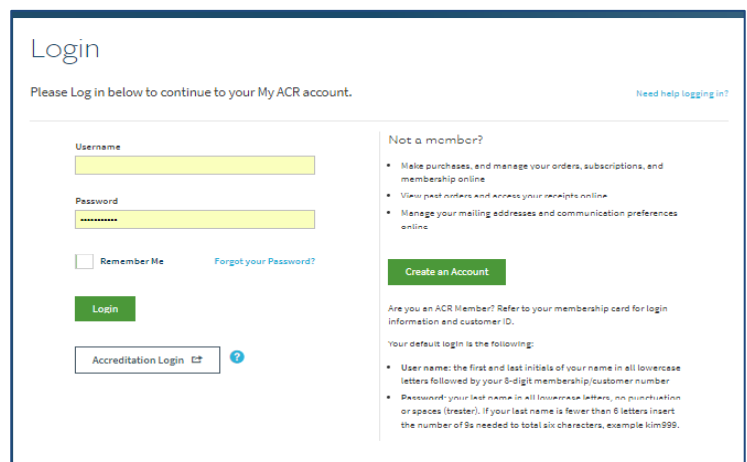 Login
Please Log in below to continue to your My ACR account.
Need help logging in?
Username
Password
•••••••••••
Remember Me
Forgot your Password?
Login
Accreditation Login
?
Not a member?
• Make purchases, and manage your orders, subscriptions, and
membership online
• View past orders and access your receipts online
• Manage your mailing addresses and communication preferences
online
Create an Account
Are you an ACR Member? Refer to your membership card for login
information and customer ID.
Your default login is the following:
• User name: the first and last initials of your name in all lowercase
letters followed by your 8-digit membership/customer number
• Password: your last name in all lowercase letters, no punctuation
or spaces (trester). If your last name is fewer than 6 letters insert
the number of 9s needed to total six characters, example kim999.